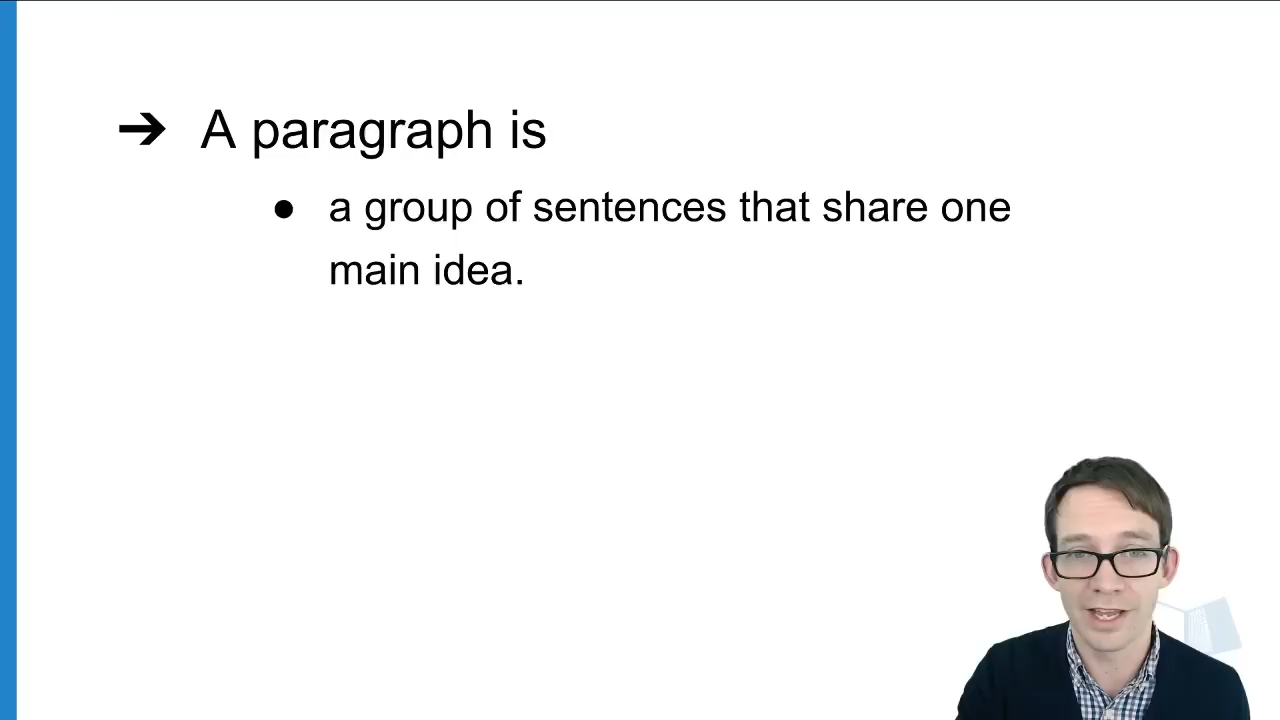 ➔ A paragraph is
● a group of sentences that share one
main idea.